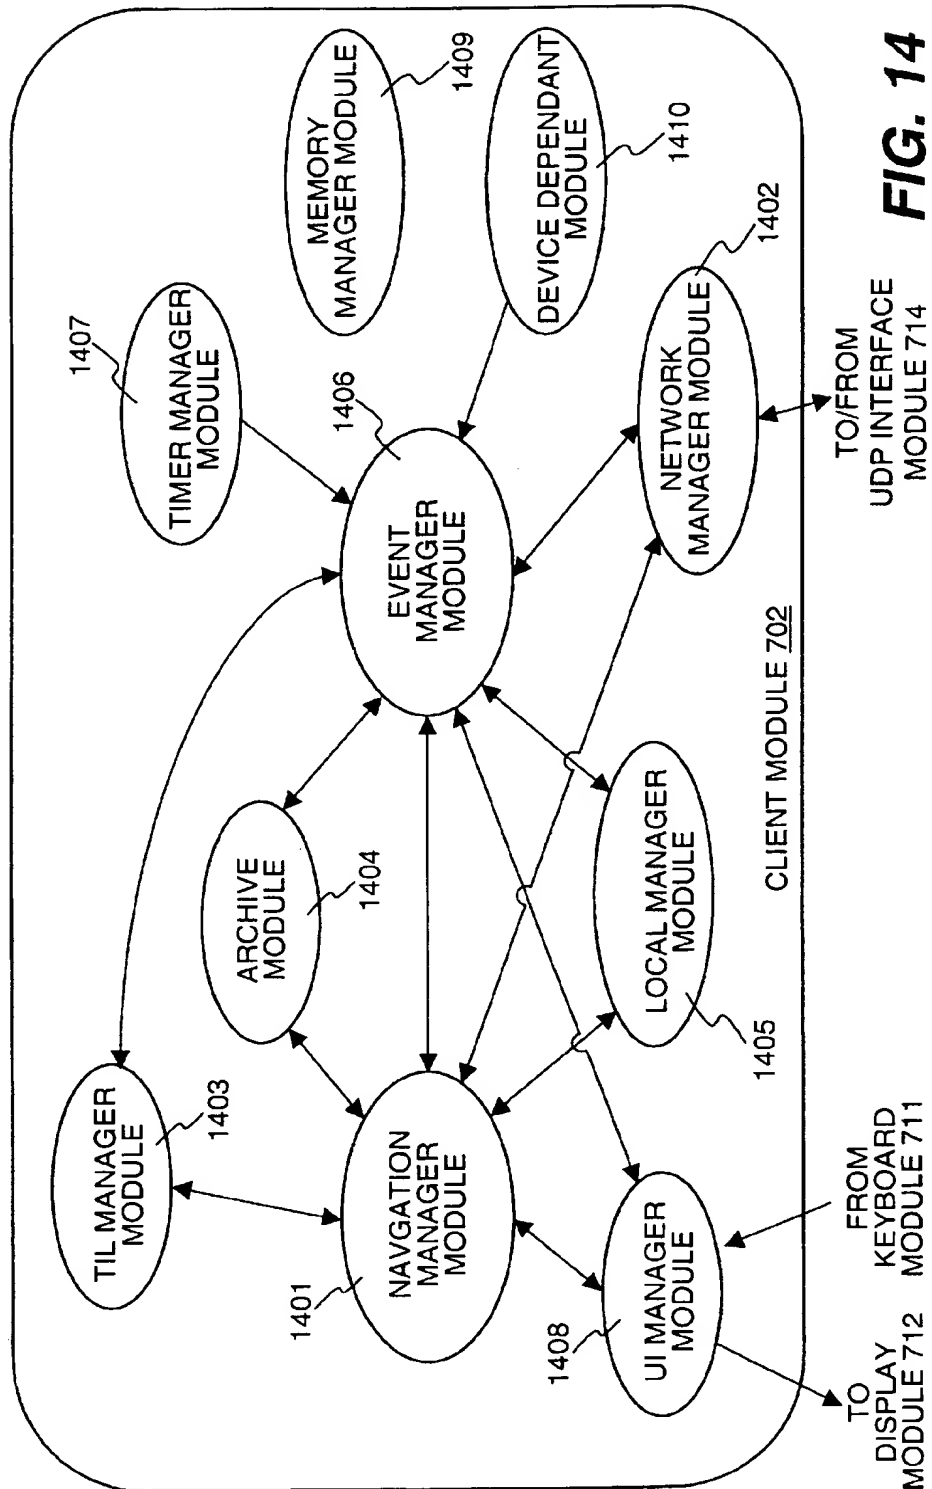 TIL MANAGER
MODULE
1403
ARCHIVE
MODULE
1404
TIMER MANAGER
MODULE
1407
MEMORY
MANAGER MODULE
1409
NAVGATION
MANAGER
MODULE
1401
EVENT
MANAGER
MODULE
1406
DEVICE DEPENDANT
MODULE
1410
UI MANAGER
MODULE
1408
LOCAL MANAGER
MODULE
1405
NETWORK
MANAGER MODULE
1402
CLIENT MODULE 702
TO
DISPLAY
MODULE 712
FROM
KEYBOARD
MODULE 711
TO/FROM
UDP INTERFACE
MODULE 714
FIG. 14